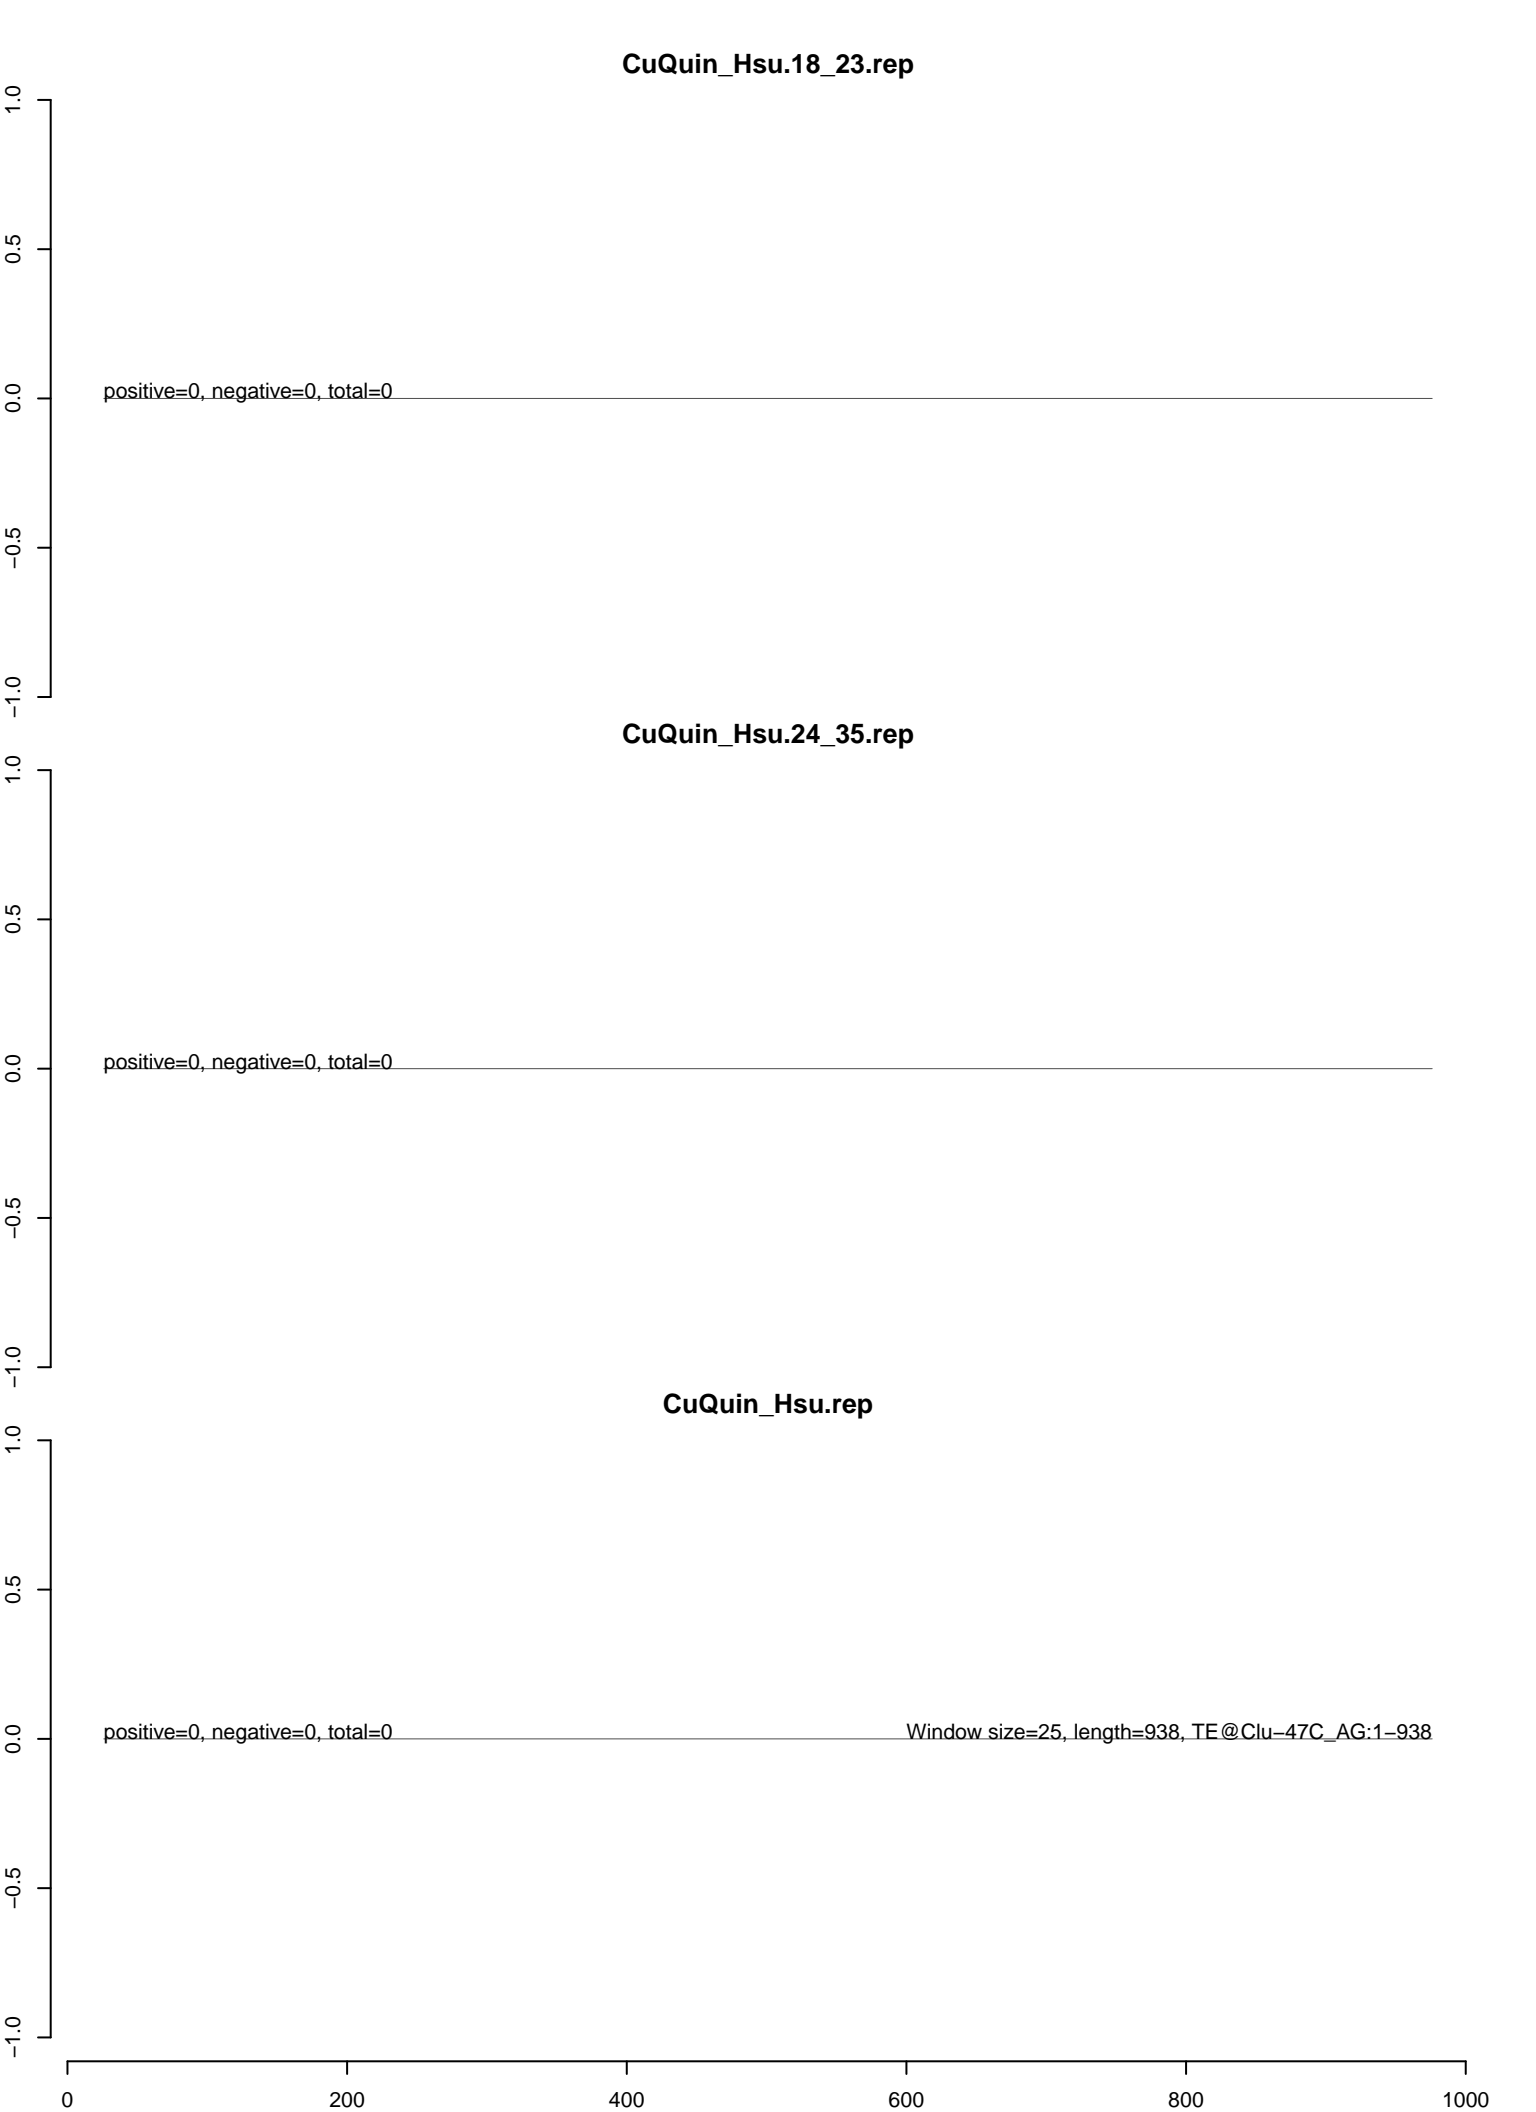 CuQuin_Hsu.18_23.rep
1.0
0.5
0.0
−0.5
−1.0
positive=0, negative=0, total=0
CuQuin_Hsu.24_35.rep
1.0
0.5
0.0
−0.5
−1.0
positive=0, negative=0, total=0
CuQuin_Hsu.rep
1.0
0.5
0.0
−0.5
−1.0
positive=0, negative=0, total=0
Window size=25, length=938, TE@Clu−47C_AG:1−938
0 200 400 600 800 1000